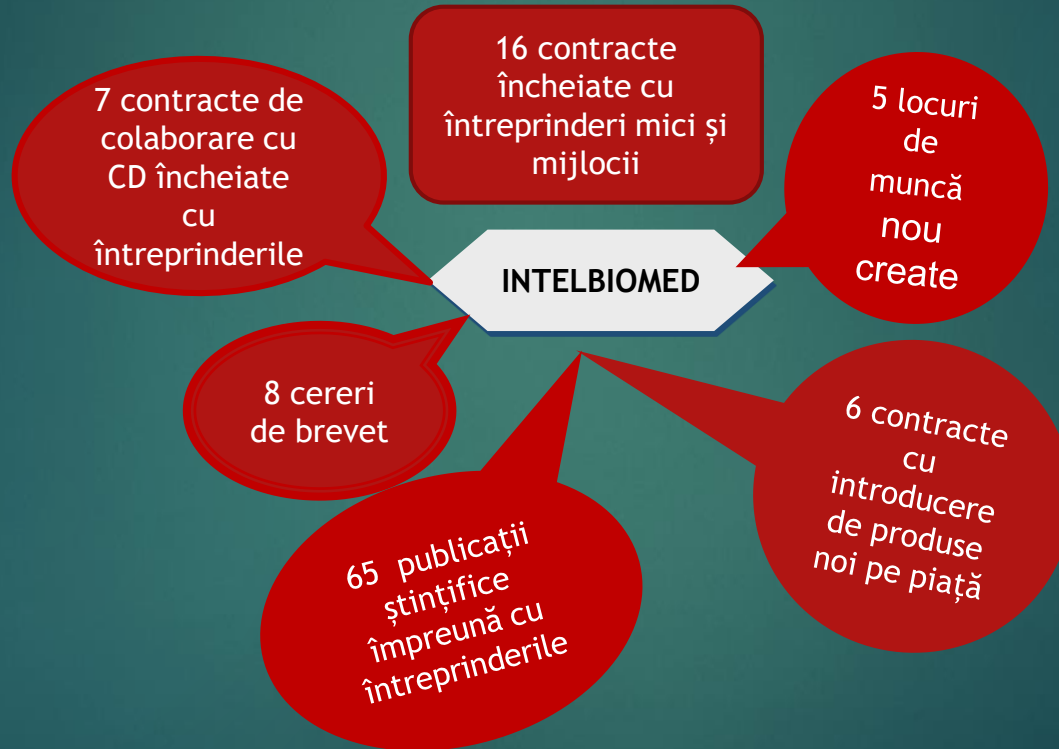 16 contracte
încheiate cu
întreprinderi mici și
mijlocii
7 contracte de
colaborare cu
CD încheiate
cu
întreprinderile
5 locuri
de
muncă
nou
create
INTELBIOMED
8 cereri
de brevet
6 contracte
cu
introducere
de produse
noi pe piață
65 publicații
ștințifice
împreună cu
întreprinderile